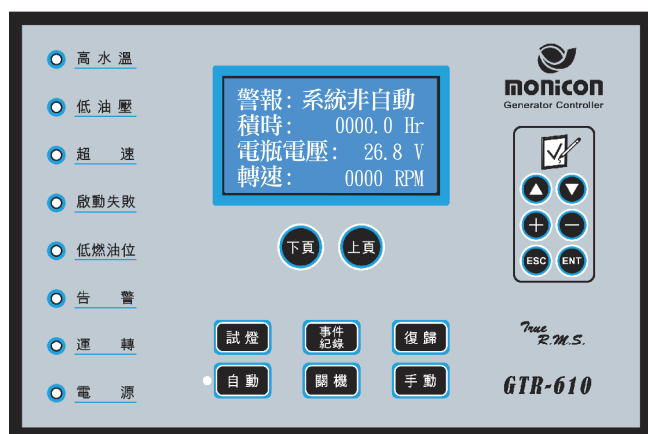 高水溫
低油壓
超速
啟動失敗
低燃油位
告警
運轉
電源
警報：系統非自動
積時： 0000.0 Hr
電瓶電壓： 26.8 V
轉速： 0000 RPM
下頁 上頁
試燈 事件紀錄 復歸
自動 關機 手動
monicon
Generator Controller
+ −
ESC ENT
True
R.M.S.
GTR-610